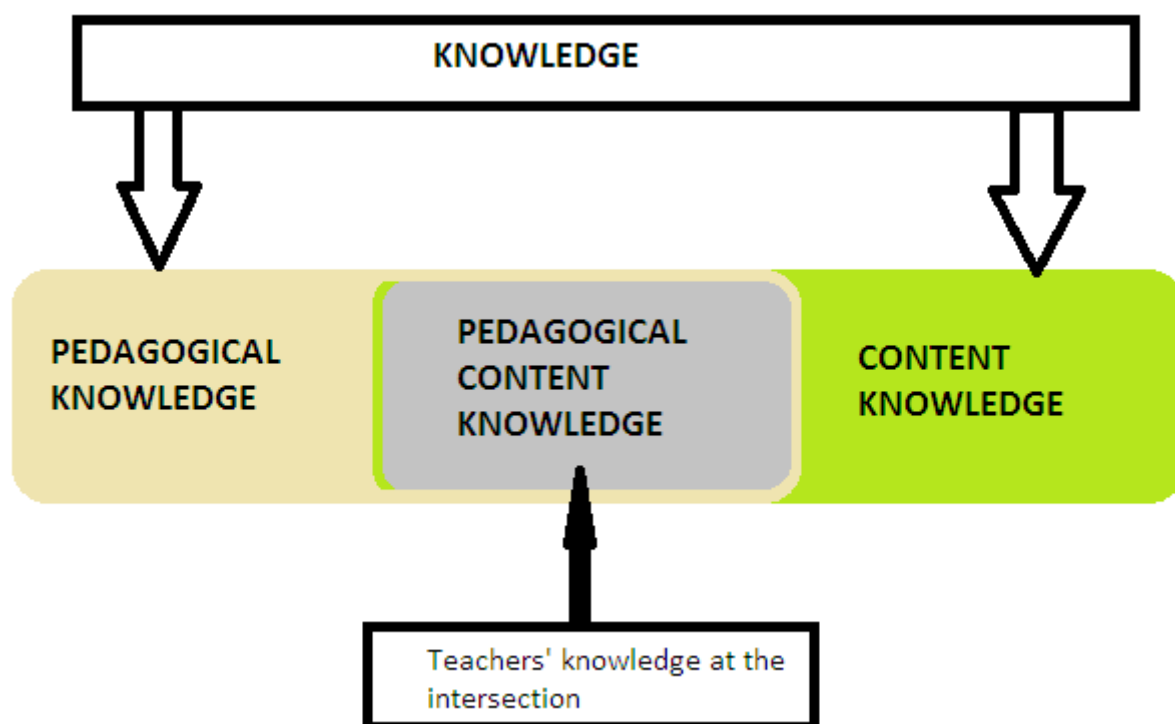 KNOWLEDGE
PEDAGOGICAL
KNOWLEDGE
PEDAGOGICAL
CONTENT
KNOWLEDGE
CONTENT
KNOWLEDGE
Teachers' knowledge at the
intersection